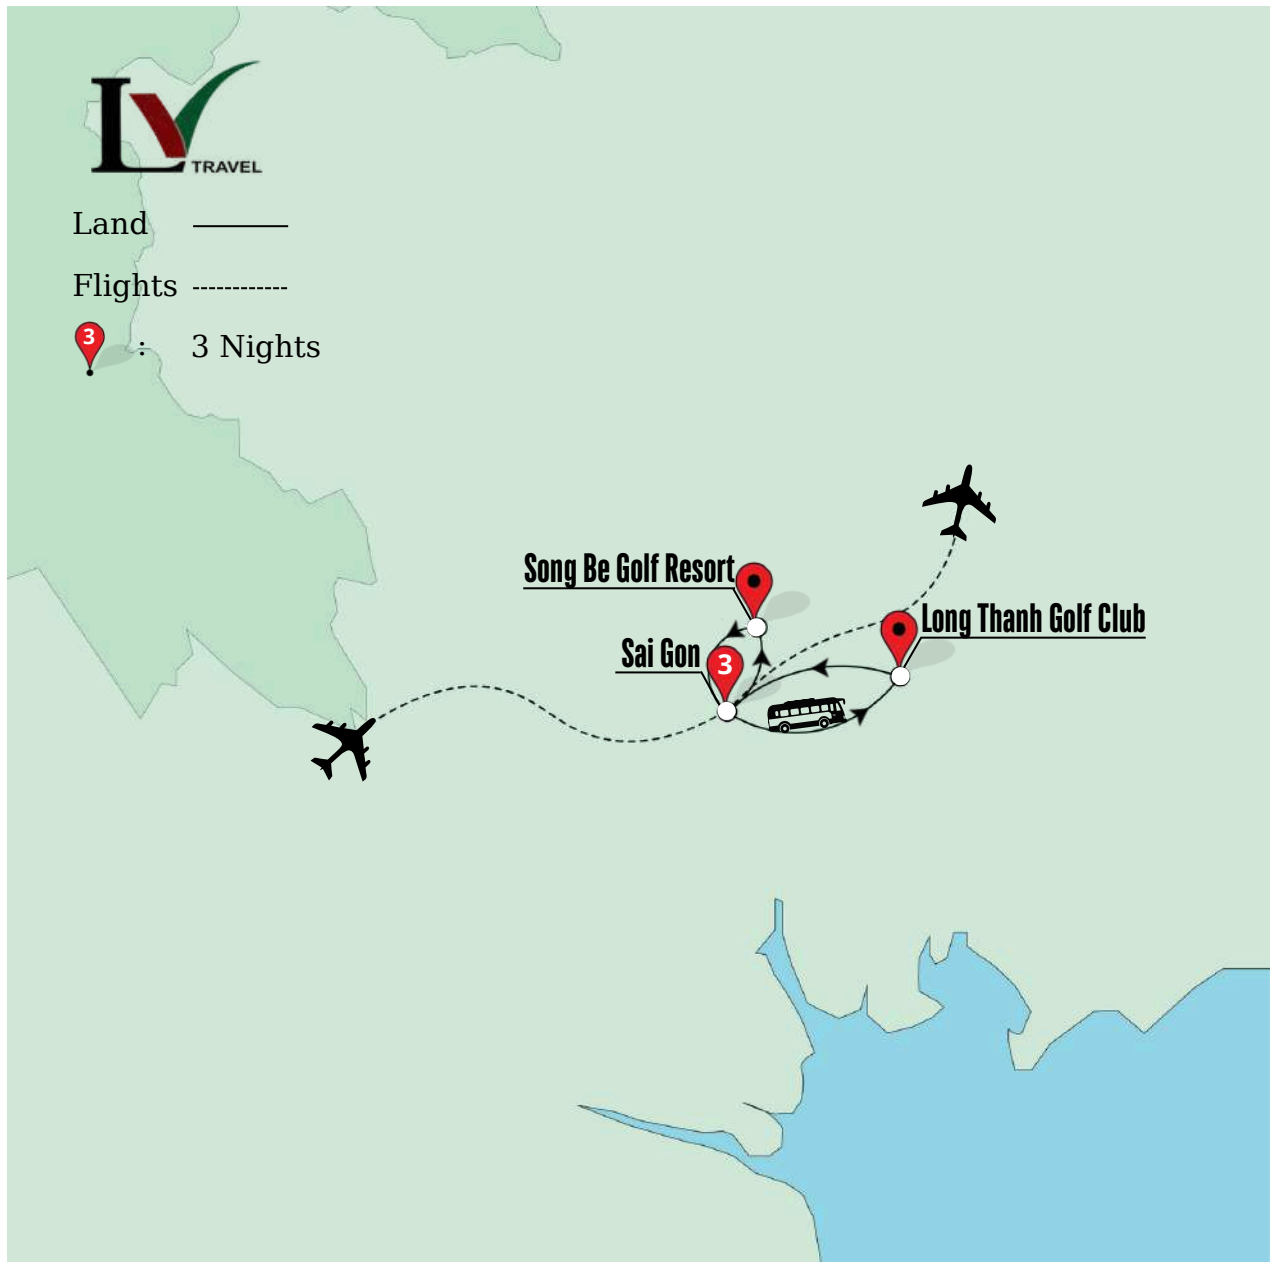 LV
TRAVEL
Land
Flights
3 : 3 Nights
Song Be Golf Resort
Long Thanh Golf Club
Sai Gon
3